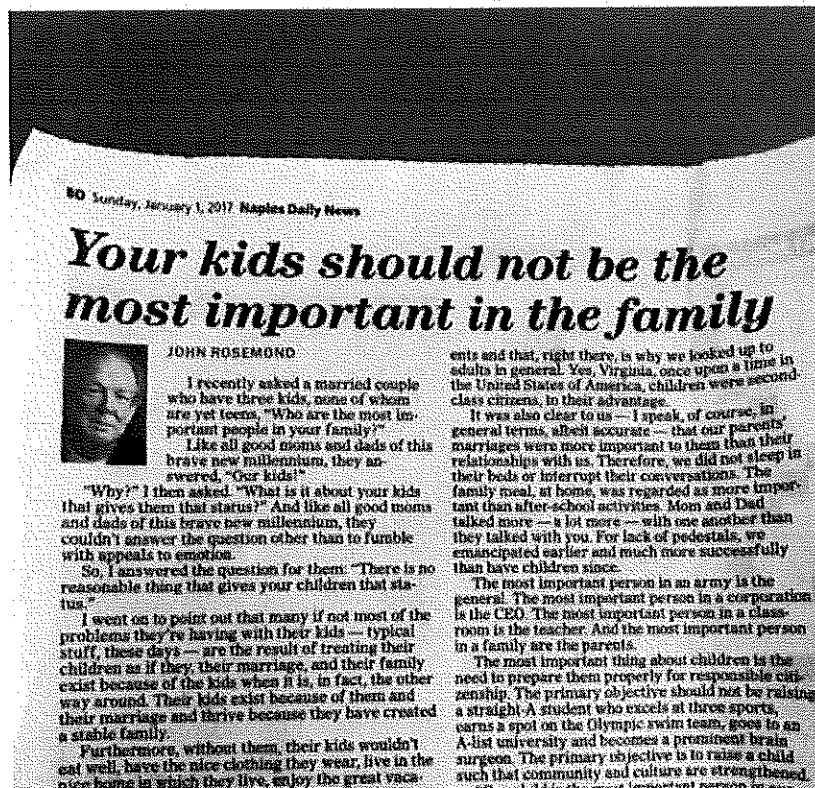 8D Sunday, January 1, 2017 Naples Daily News
Your kids should not be the
most important in the family
JOHN ROSEMOND
I recently asked a married couple
who have three kids, none of whom
are yet teens, "Who are the most im-
portant people in your family?"
Like all good moms and dads of this
brave new millennium, they an-
swered, "Our kids!"
"Why?" I then asked. "What is it about your kids
that gives them that status?" And like all good moms
and dads of this brave new millennium, they
couldn't answer the question other than to fumble
with appeals to emotion.
So, I answered the question for them: "There is no
reasonable thing that gives your children that sta-
tus."
I went on to point out that many if not most of the
problems they're having with their kids — typical
stuff, these days — are the result of treating their
children as if they, their marriage, and their family
exist because of the kids when it is, in fact, the other
way around. Their kids exist because of them and
their marriage and thrive because they have created
a stable family.
Furthermore, without them, their kids wouldn't
eat well, have the nice clothing they wear, live in the
nice home in which they live, enjoy the great vaca-
ents and that, right there, is why we looked up to
adults in general. Yes, Virginia, once upon a time in
the United States of America, children were second-
class citizens, to their advantage.
It was also clear to us — I speak, of course, in
general terms, albeit accurate — that our parents'
marriages were more important to them than their
relationships with us. Therefore, we did not sleep in
their beds or interrupt their conversations. The
family meal, at home, was regarded as more impor-
tant than after-school activities. Mom and Dad
talked more — a lot more — with one another than
they talked with you. For lack of pedestals, we
emancipated earlier and much more successfully
than have children since.
The most important person in an army is the
general. The most important person in a corporation
is the CEO. The most important person in a class-
room is the teacher. And the most important person
in a family are the parents.
The most important thing about children is the
need to prepare them properly for responsible citi-
zenship. The primary objective should not be raising
a straight-A student who excels at three sports,
earns a spot on the Olympic swim team, goes to an
A-list university and becomes a prominent brain
surgeon. The primary objective is to raise a child
such that community and culture are strengthened.